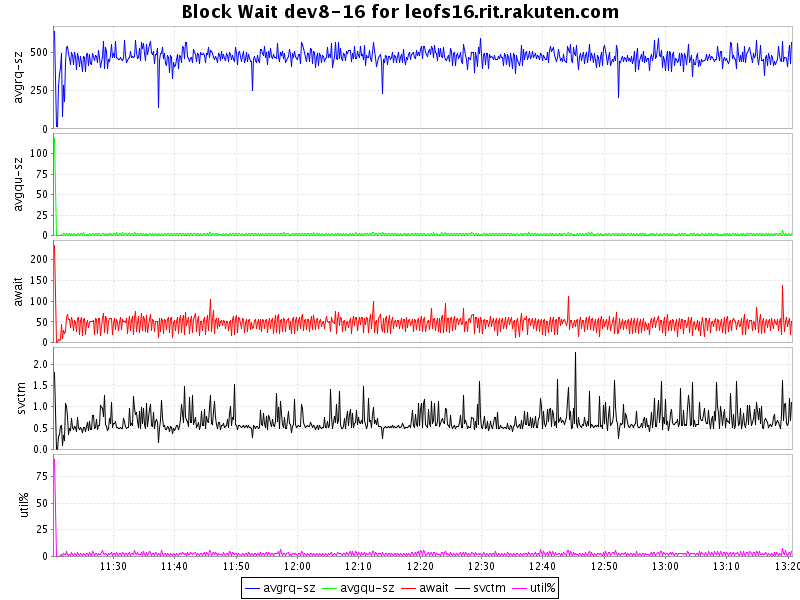 Block Wait dev8-16 for leofs16.rit.rakuten.com
avgrq-sz
500
250
0
avgqu-sz
100
75
50
25
0
await
200
150
100
50
0
svctm
2.0
1.5
1.0
0.5
0.0
util%
75
50
25
0
11:30 11:40 11:50 12:00 12:10 12:20 12:30 12:40 12:50 13:00 13:10 13:20
avgrq-sz avgqu-sz await svctm util%